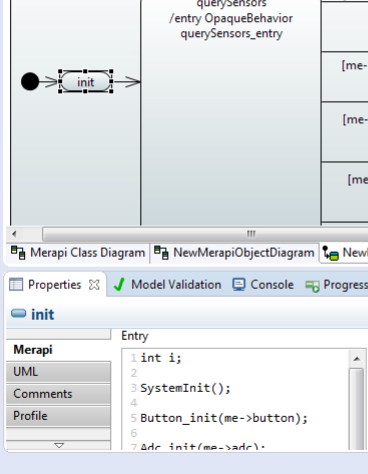 querySensors
/entry OpaqueBehavior
querySensors_entry
[me-
init
[me-
[me
Merapi Class Diagram
NewMerapiObjectDiagram
New
Properties
Model Validation
Console
Progress
init
Merapi
UML
Comments
Profile
Entry
1 int i;
2
3 SystemInit();
4
5 Button_init(me->button);
6
7 Adc_init(me->adc);